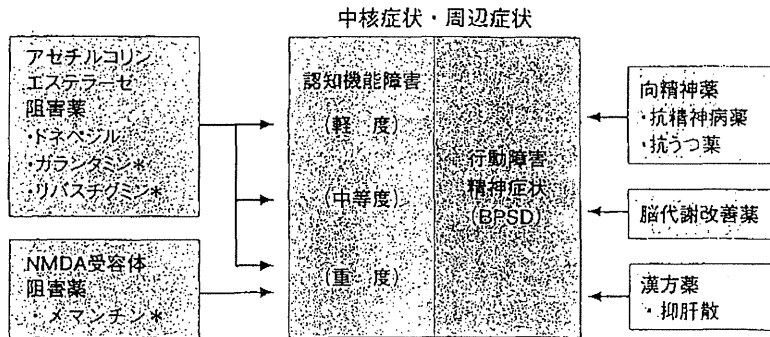 中核症状・周辺症状
アセチルコリン
エステラーゼ
阻害薬
・ドネペジル
・ガランタミン*
・リバスチグミン*
NMDA受容体
阻害薬
・メマンチン*
認知機能障害
(軽 度)
(中等度)
(重 度)
行動障害
精神症状
(BPSD)
向精神薬
・抗精神病薬
・抗うつ薬
脳代謝改善薬
漢方薬
・抑肝散